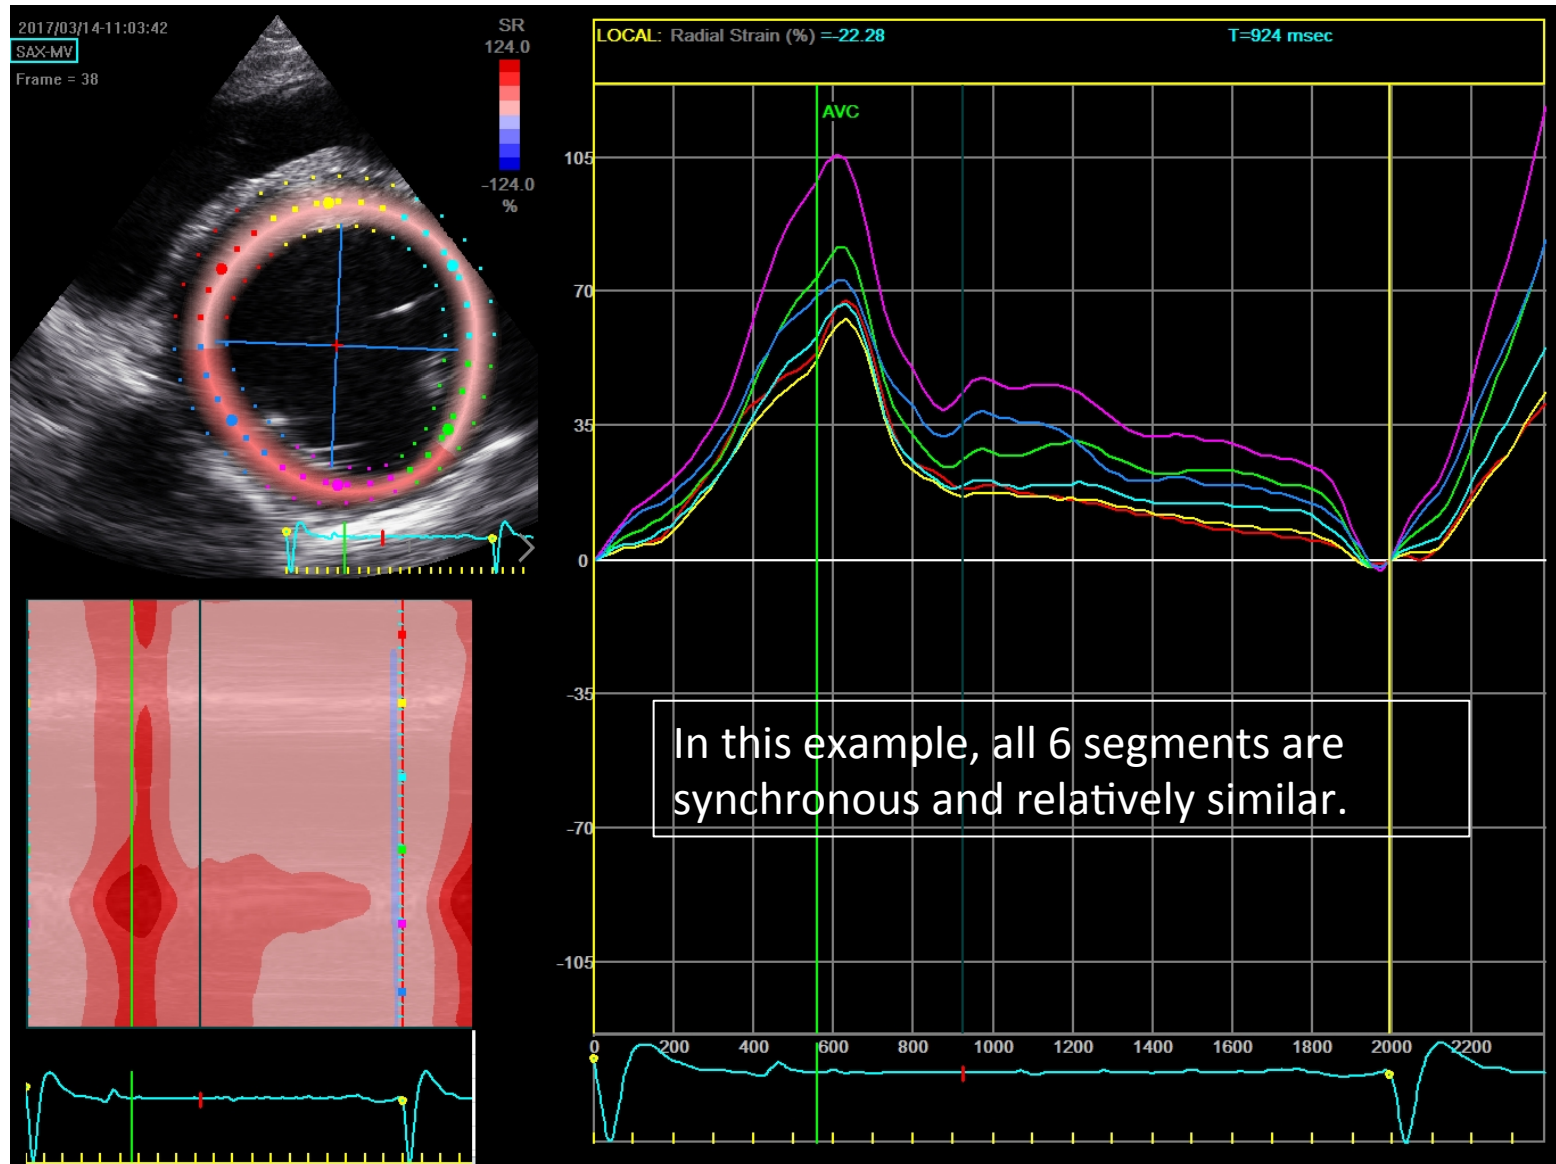 2017/03/14-11:03:42
SAX-MV
Frame = 38
SR
124.0
-124.0
%
LOCAL: Radial Strain (%) =-22.28 T=924 msec
AVC
105
70
35
0
-35
-70
-105
In this example, all 6 segments are
synchronous and relatively similar.
0 200 400 600 800 1000 1200 1400 1600 1800 2000 2200